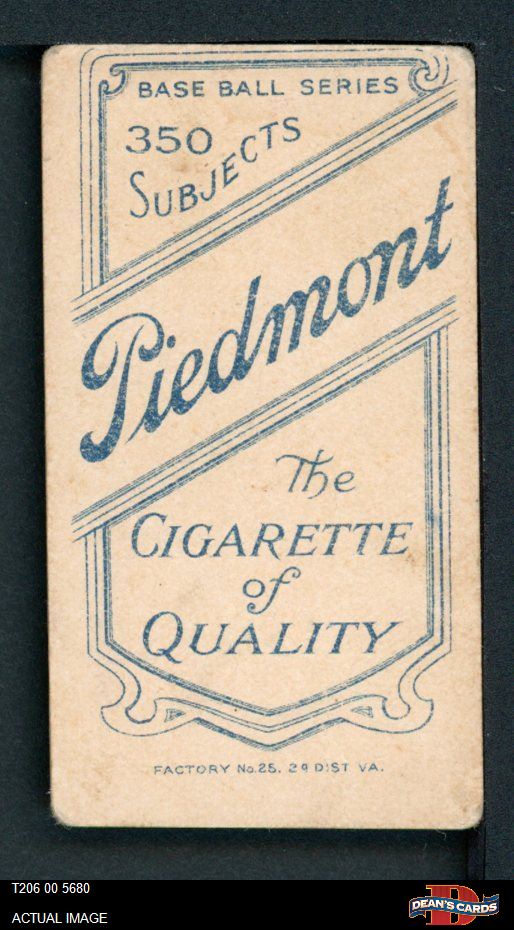 BASE BALL SERIES
350
SUBJECTS
Piedmont
The
CIGARETTE
of
QUALITY
FACTORY No. 25. 29 DIST VA.
T206 00 5680
ACTUAL IMAGE
D
DEAN'S CARDS